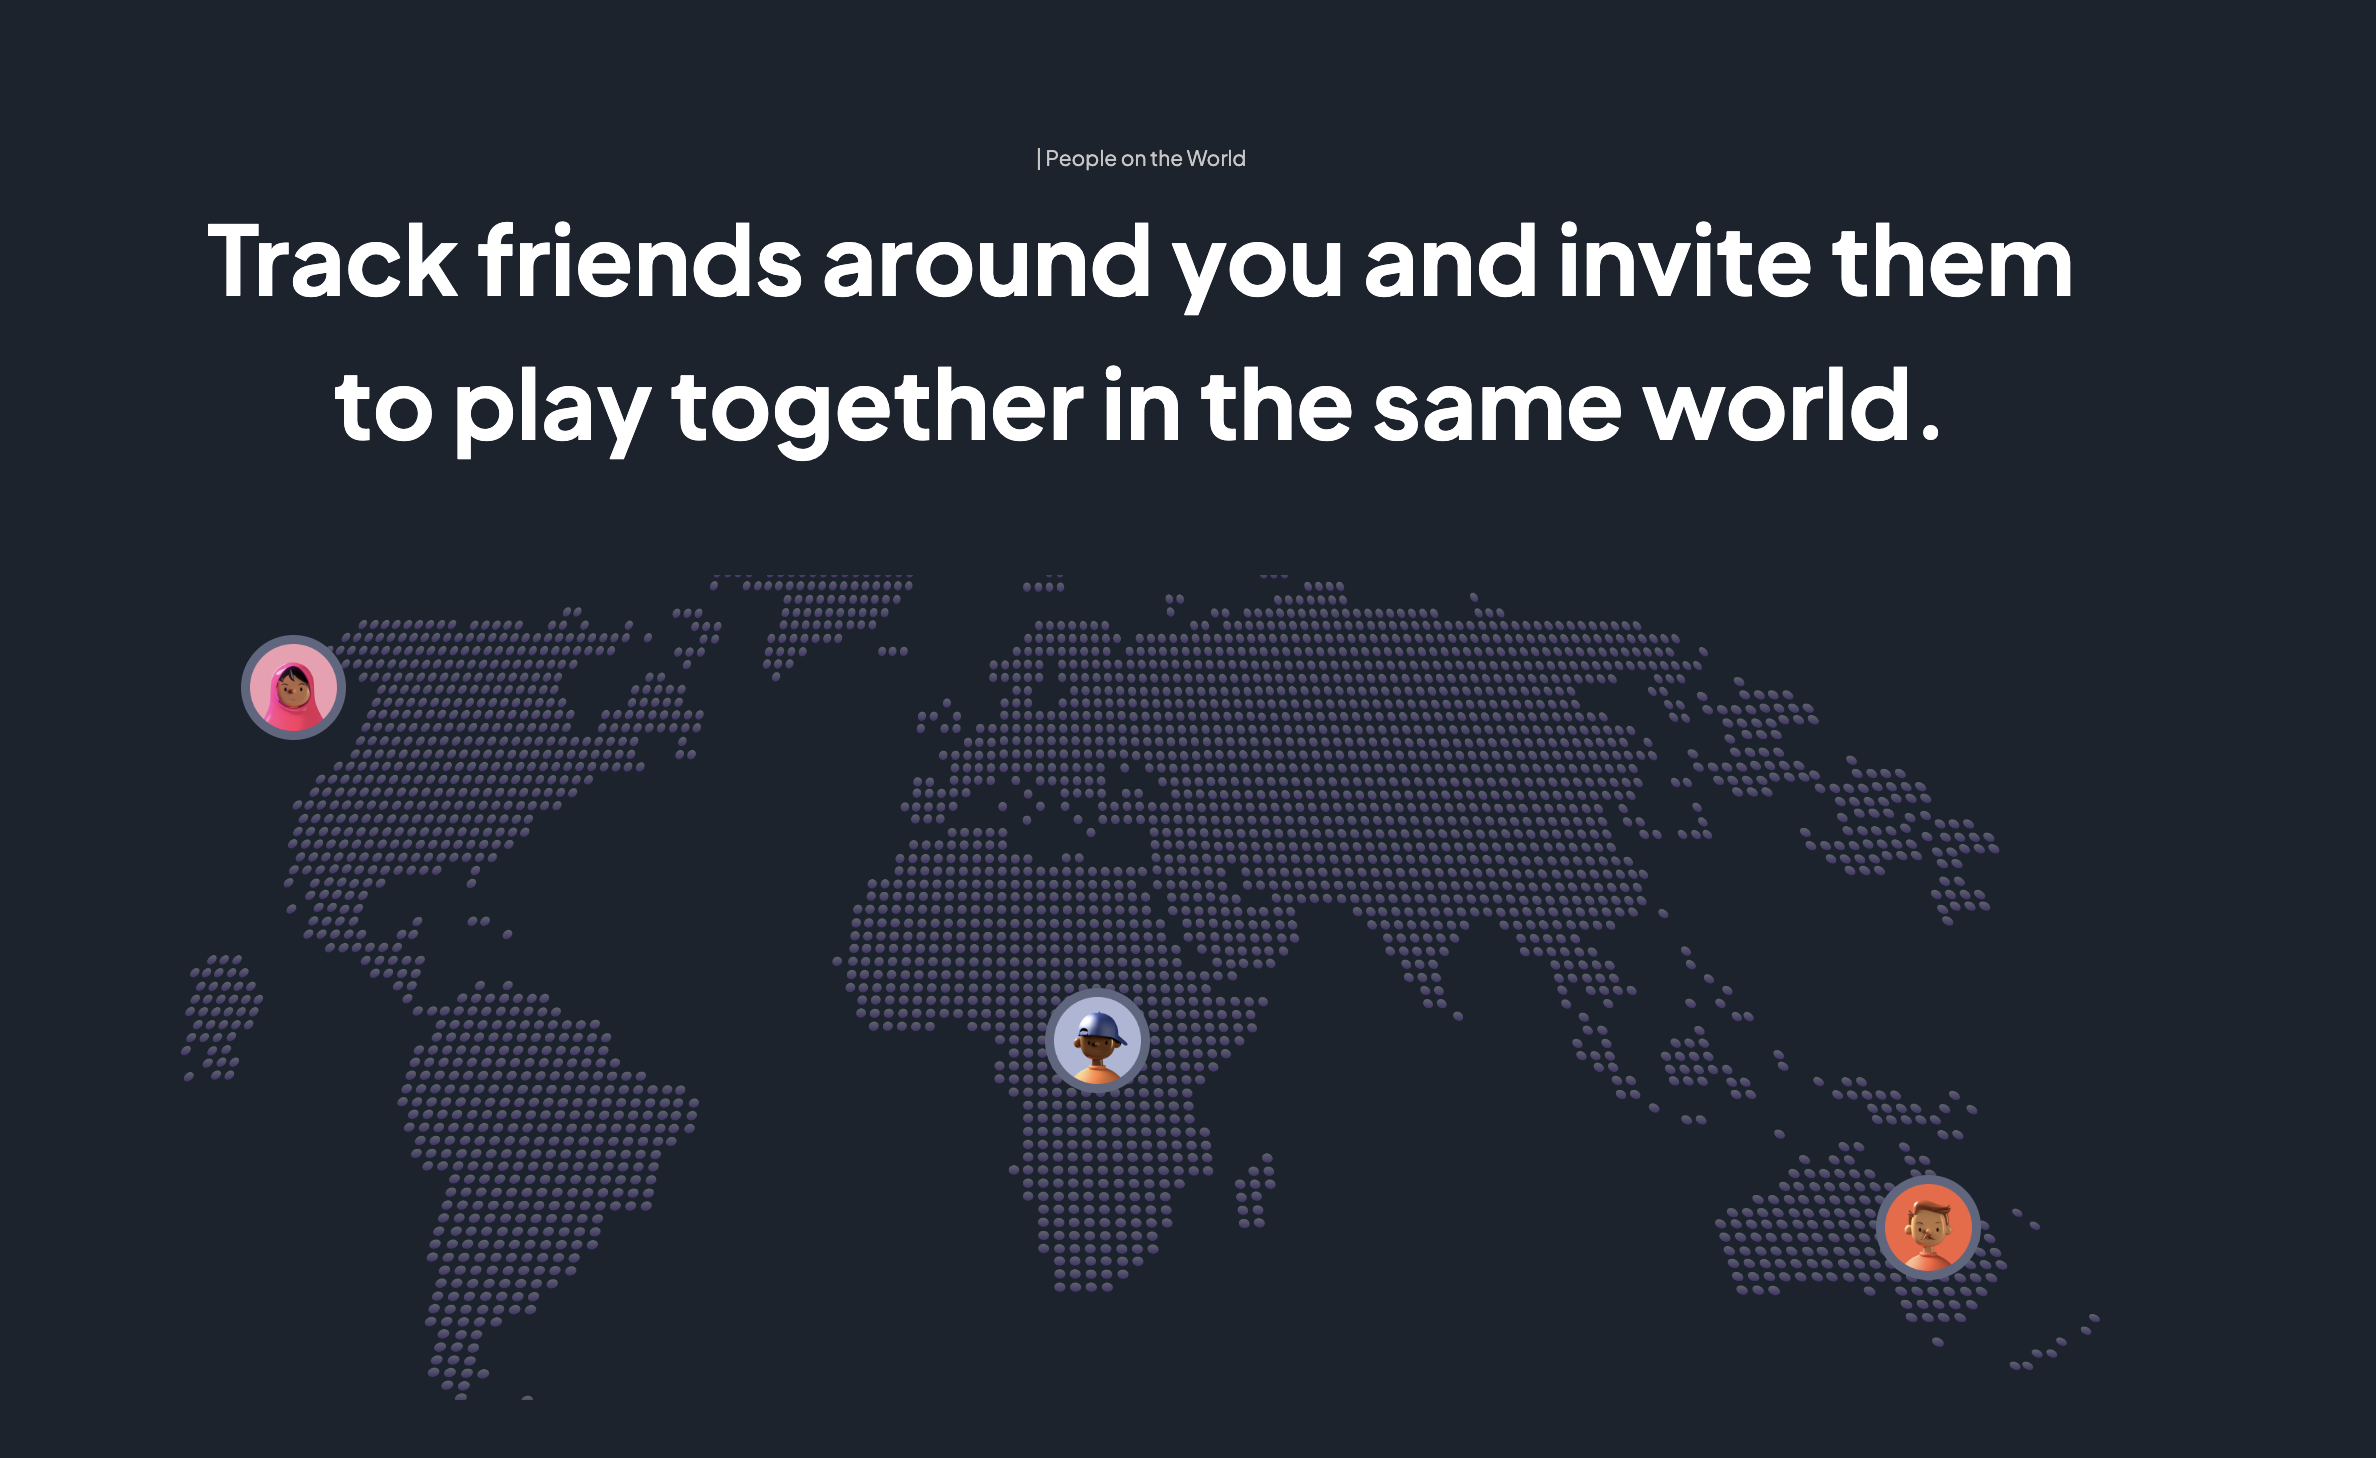 | People on the World
Track friends around you and invite them
to play together in the same world.